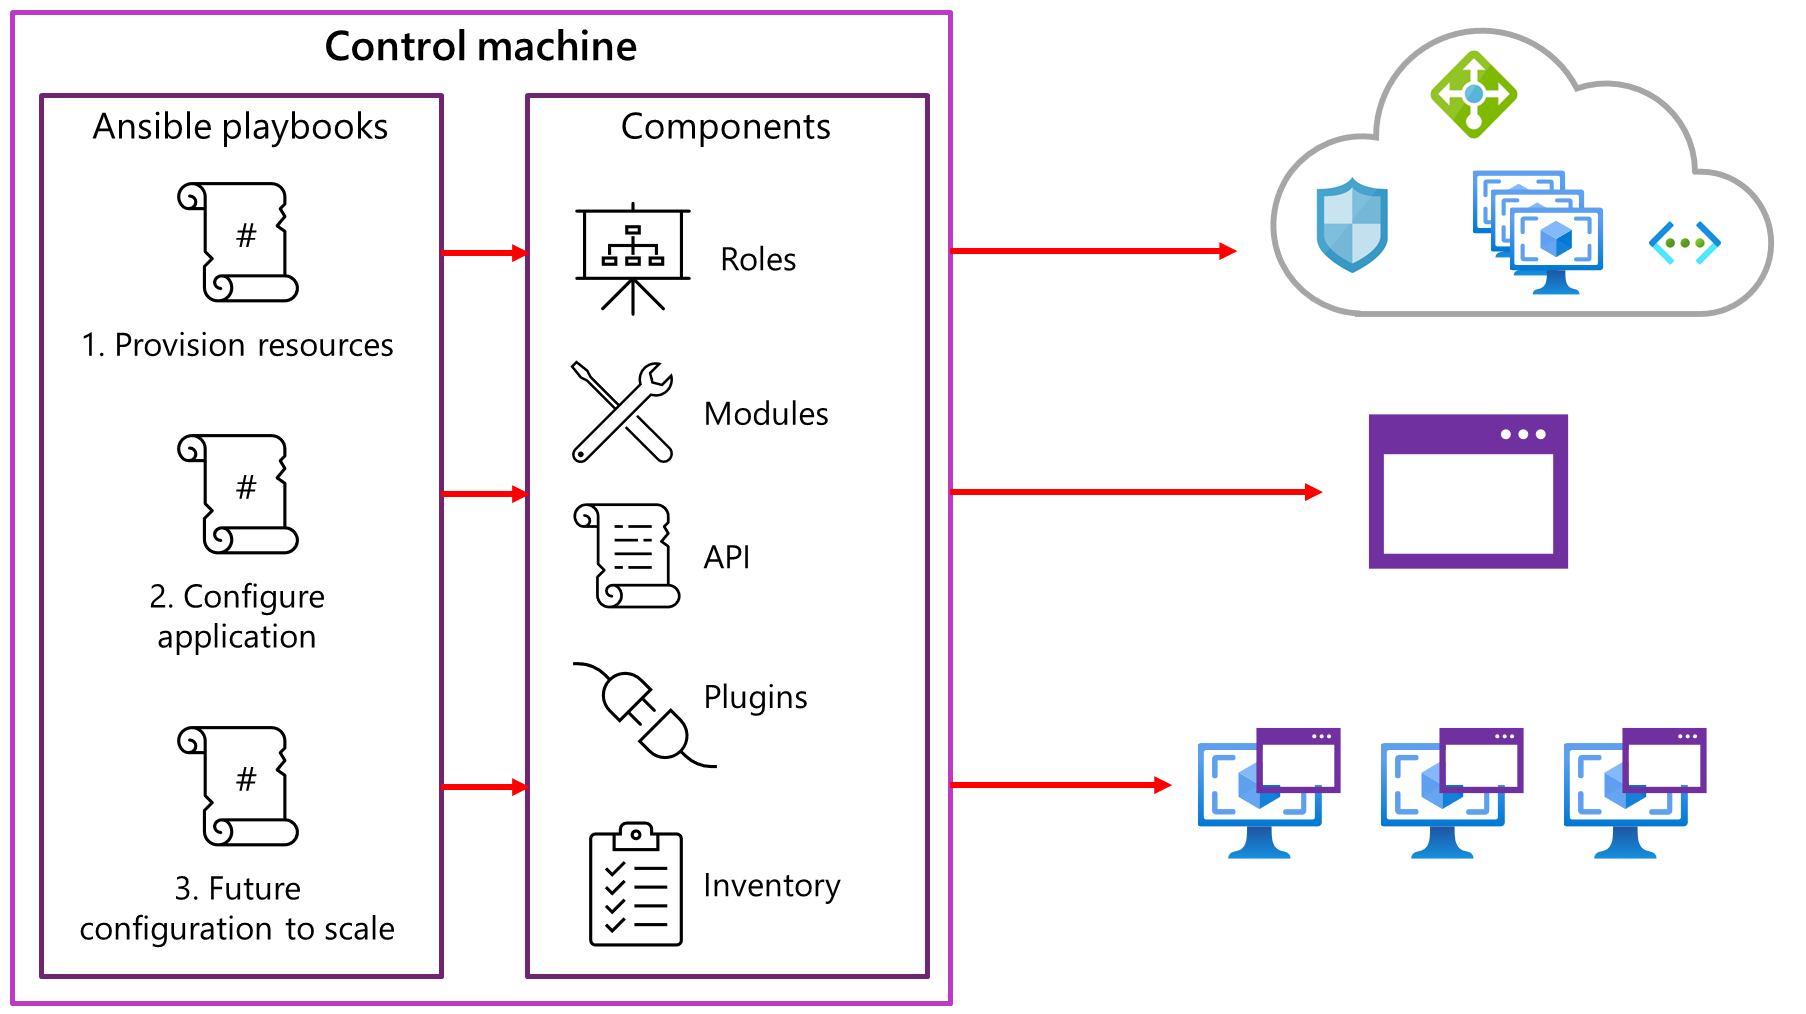 Control machine
Ansible playbooks
#
1. Provision resources
#
2. Configure
application
#
3. Future
configuration to scale
Components
Roles
Modules
API
Plugins
Inventory